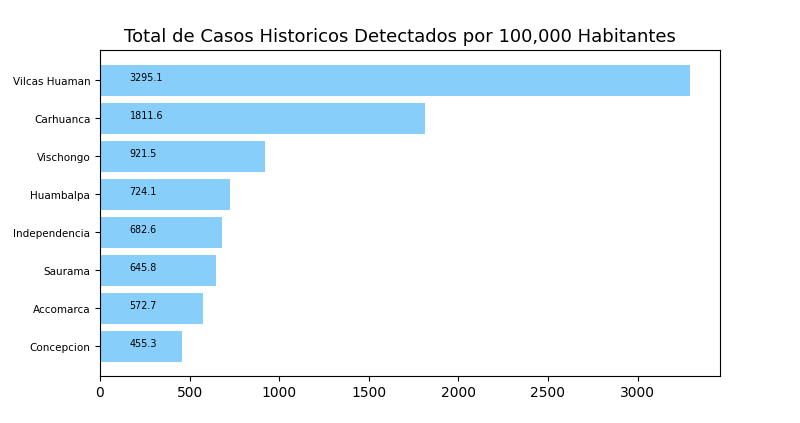 Total de Casos Historicos Detectados por 100,000 Habitantes
Vilcas Huaman 3295.1
Carhuanca 1811.6
Vischongo 921.5
Huambalpa 724.1
Independencia 682.6
Saurama 645.8
Accomarca 572.7
Concepcion 455.3
0 500 1000 1500 2000 2500 3000